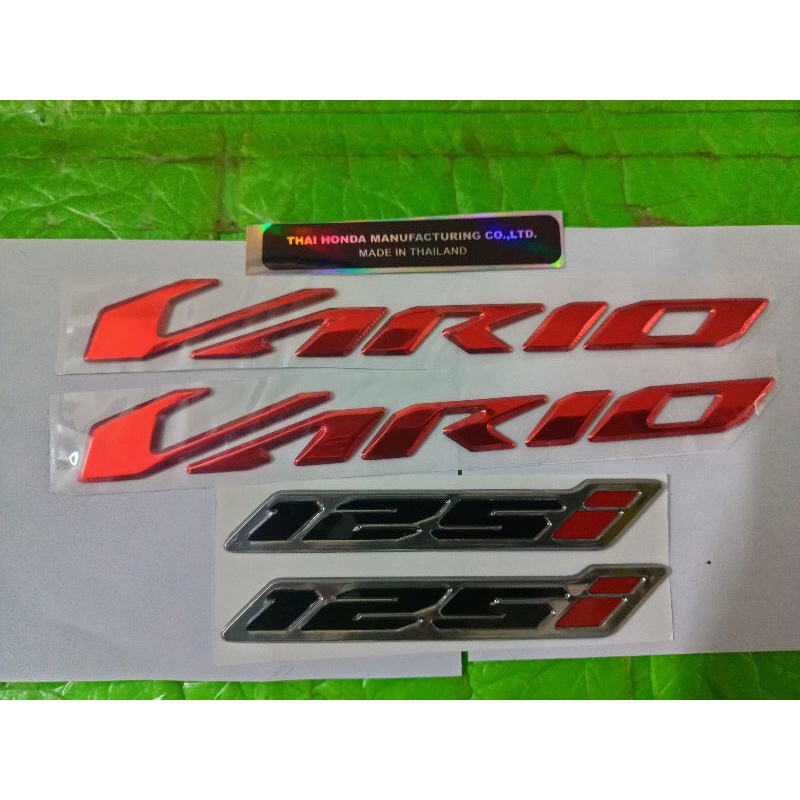 THAI HONDA MANUFACTURING CO.,LTD.
MADE IN THAILAND
VARIO
VARIO
125i
125i